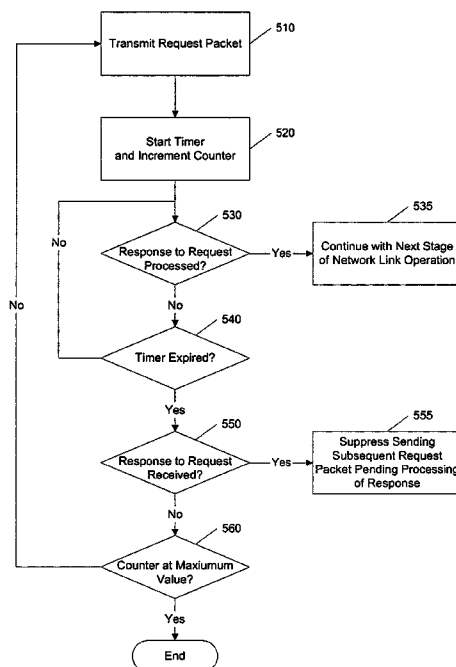 Transmit Request Packet
510
Start Timer
and Increment Counter
520
530
No
Response to Request
Processed?
Yes
535
Continue with Next Stage
of Network Link Operation
No
No
540
Timer Expired?
Yes
550
Response to Request
Received?
Yes
555
Suppress Sending
Subsequent Request
Packet Pending Processing
of Response
No
560
Counter at Maxiumum
Value?
Yes
End